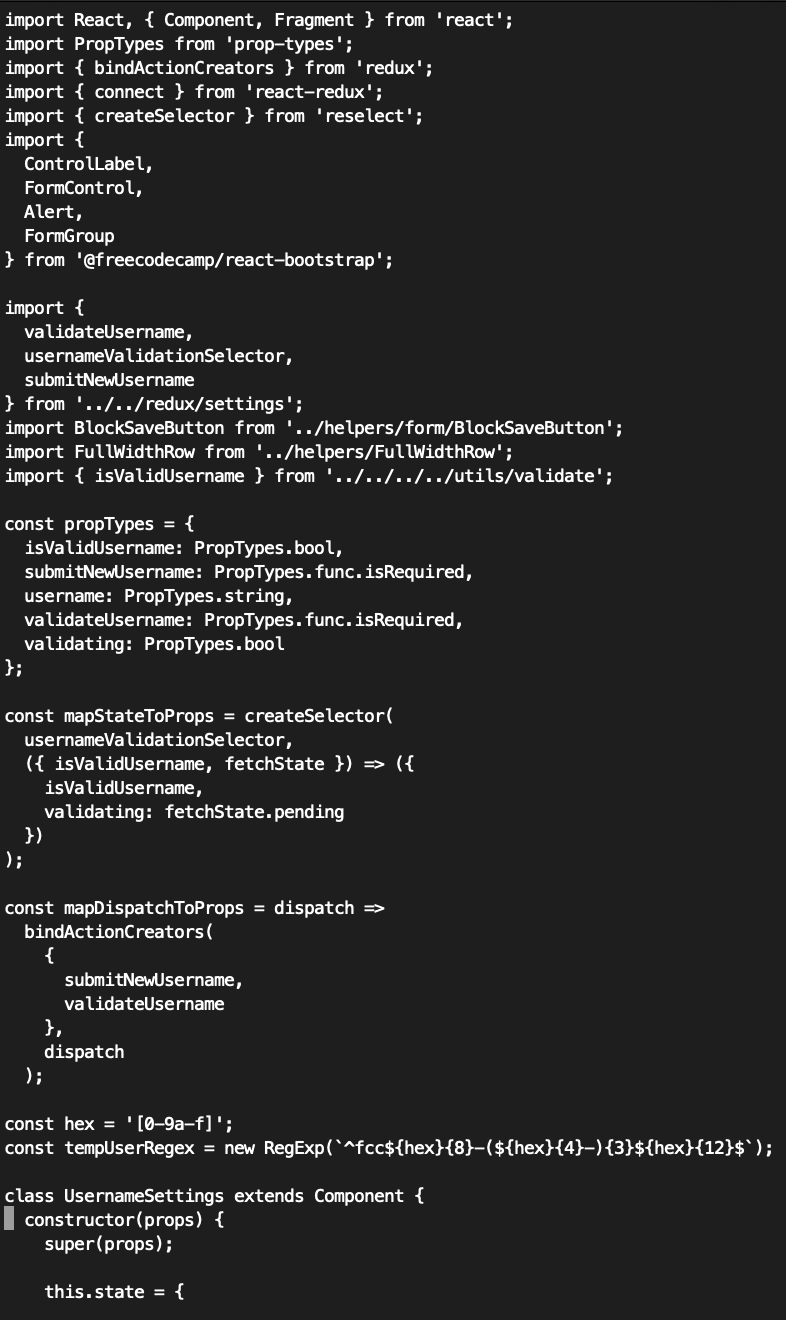 import React, { Component, Fragment } from 'react';
import PropTypes from 'prop-types';
import { bindActionCreators } from 'redux';
import { connect } from 'react-redux';
import { createSelector } from 'reselect';
import {
  ControlLabel,
  FormControl,
  Alert,
  FormGroup
} from '@freecodecamp/react-bootstrap';

import {
  validateUsername,
  usernameValidationSelector,
  submitNewUsername
} from '../../redux/settings';
import BlockSaveButton from '../helpers/form/BlockSaveButton';
import FullWidthRow from '../helpers/FullWidthRow';
import { isValidUsername } from '../../../../utils/validate';

const propTypes = {
  isValidUsername: PropTypes.bool,
  submitNewUsername: PropTypes.func.isRequired,
  username: PropTypes.string,
  validateUsername: PropTypes.func.isRequired,
  validating: PropTypes.bool
};

const mapStateToProps = createSelector(
  usernameValidationSelector,
  ({ isValidUsername, fetchState }) => ({
    isValidUsername,
    validating: fetchState.pending
  })
);

const mapDispatchToProps = dispatch =>
  bindActionCreators(
    {
      submitNewUsername,
      validateUsername
    },
    dispatch
  );

const hex = '[0-9a-f]';
const tempUserRegex = new RegExp(`^fcc${hex}{8}-(${hex}{4}-){3}${hex}{12}$`);

class UsernameSettings extends Component {
  constructor(props) {
    super(props);

    this.state = {